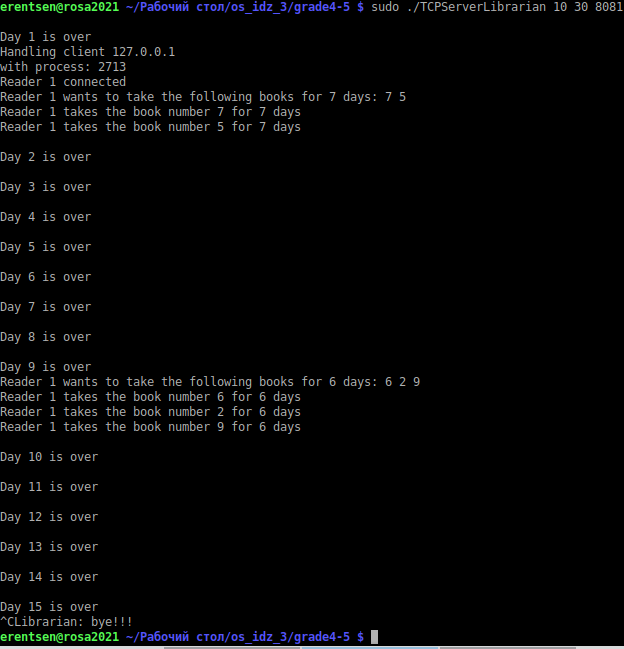 erentsen@rosa2021 ~/Рабочий стол/os_idz_3/grade4-5 $ sudo ./TCPServerLibrarian 10 30 8081
Day 1 is over
Handling client 127.0.0.1
with process: 2713
Reader 1 connected
Reader 1 wants to take the following books for 7 days: 7 5
Reader 1 takes the book number 7 for 7 days
Reader 1 takes the book number 5 for 7 days
Day 2 is over
Day 3 is over
Day 4 is over
Day 5 is over
Day 6 is over
Day 7 is over
Day 8 is over
Day 9 is over
Reader 1 wants to take the following books for 6 days: 6 2 9
Reader 1 takes the book number 6 for 6 days
Reader 1 takes the book number 2 for 6 days
Reader 1 takes the book number 9 for 6 days
Day 10 is over
Day 11 is over
Day 12 is over
Day 13 is over
Day 14 is over
Day 15 is over
^CLibrarian: bye!!!
erentsen@rosa2021 ~/Рабочий стол/os_idz_3/grade4-5 $